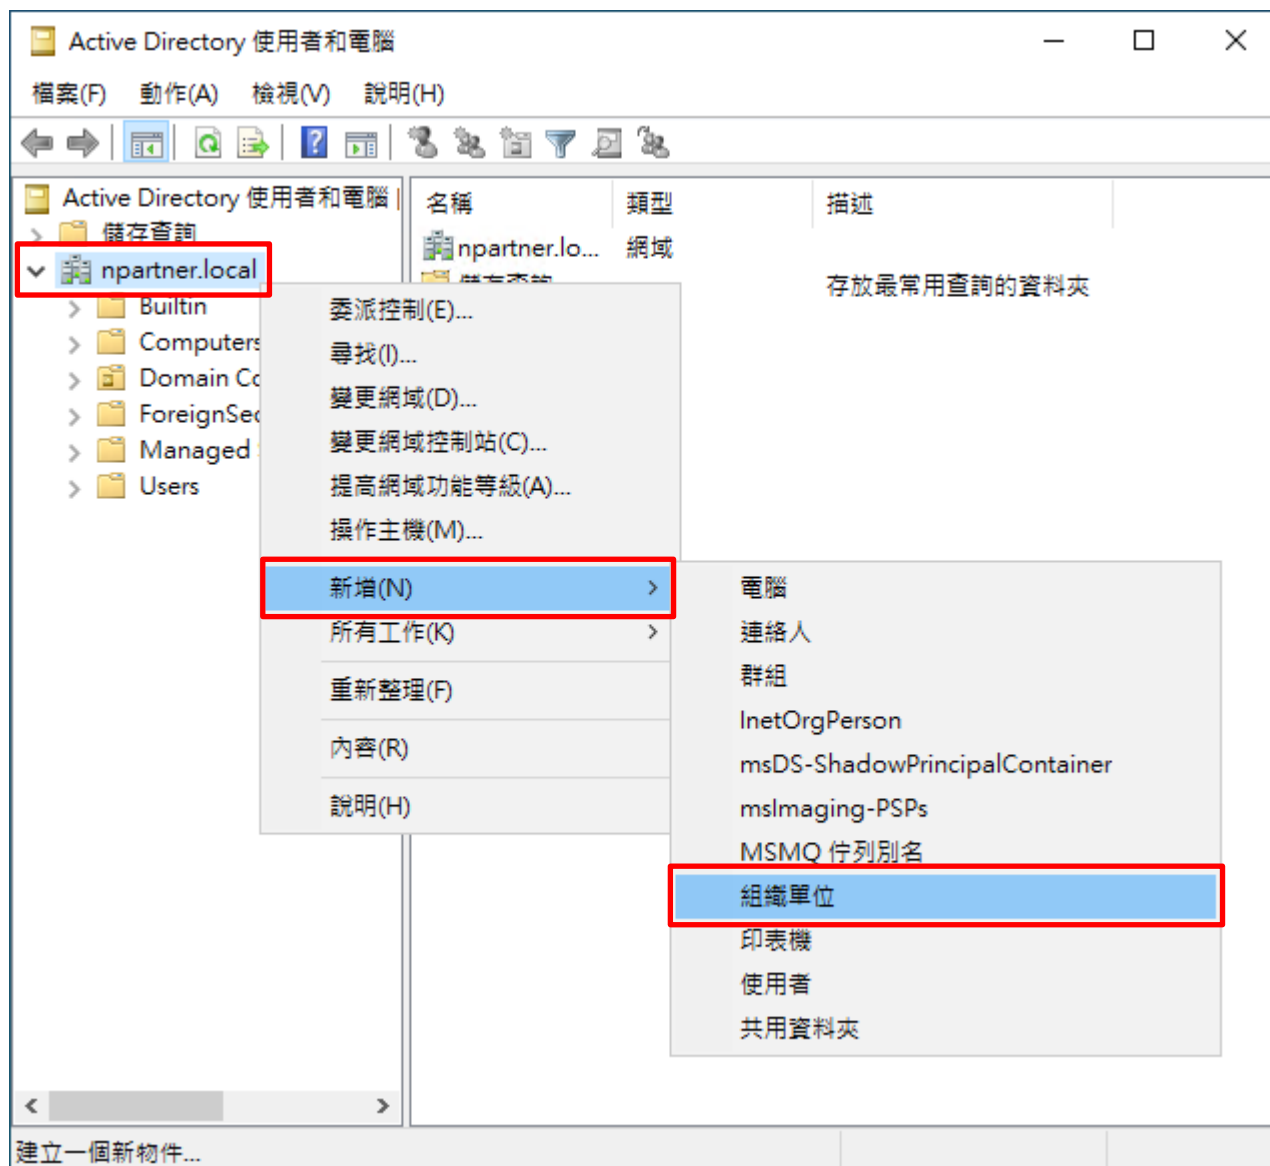 Active Directory 使用者和電腦
檔案(F) 動作(A) 檢視(V) 說明(H)
Active Directory 使用者和電腦
儲存查詢
npartner.local
Builtin
Computers
Domain Co
ForeignSec
Managed
Users
名稱 類型 描述
npartner.lo... 網域
儲存查詢 存放最常用查詢的資料夾
委派控制(E)...
尋找(I)...
變更網域(D)...
變更網域控制站(C)...
提高網域功能等級(A)...
操作主機(M)...
新增(N)
所有工作(K)
重新整理(F)
內容(R)
說明(H)
電腦
連絡人
群組
InetOrgPerson
msDS-ShadowPrincipalContainer
msImaging-PSPs
MSMQ 佇列別名
組織單位
印表機
使用者
共用資料夾
建立一個新物件...